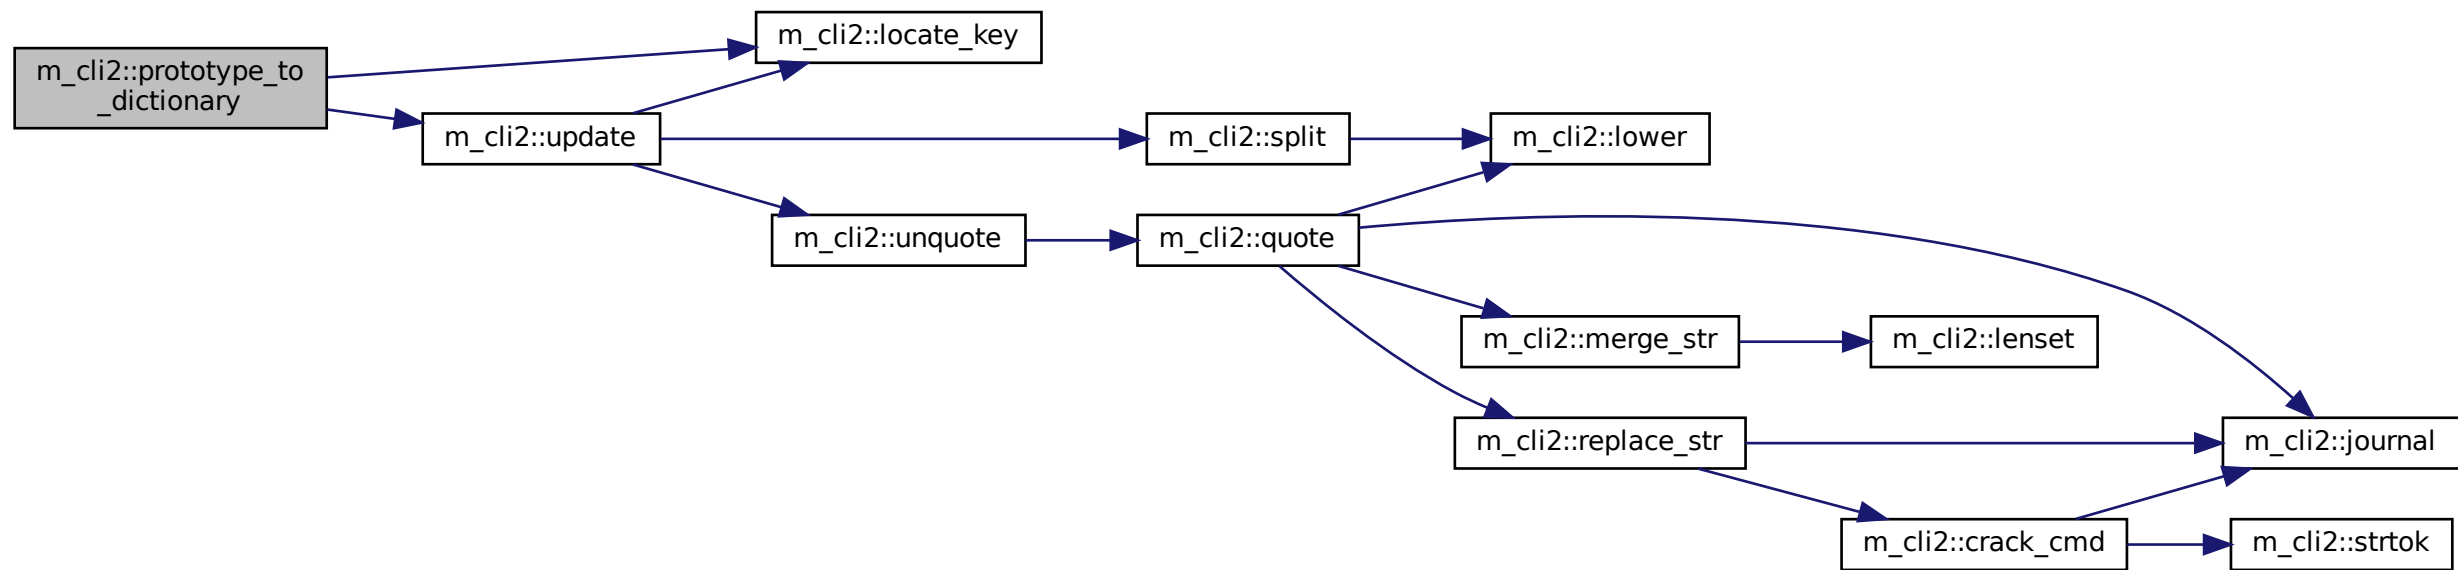 m_cli2::locate_key
m_cli2::prototype_to
_dictionary
m_cli2::update
m_cli2::split
m_cli2::lower
m_cli2::unquote
m_cli2::quote
m_cli2::merge_str
m_cli2::lenset
m_cli2::replace_str
m_cli2::journal
m_cli2::crack_cmd
m_cli2::strtok